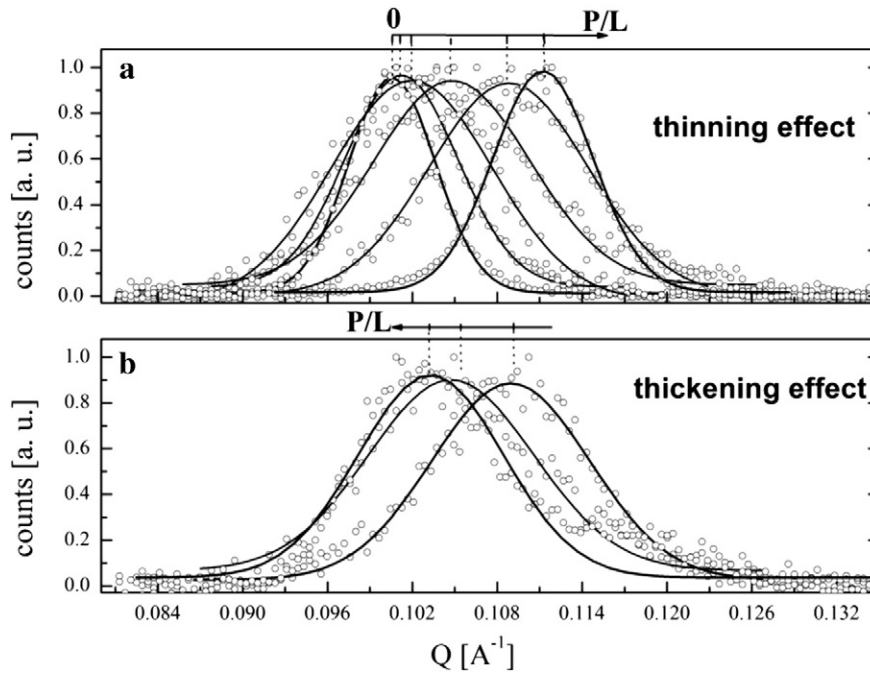 0 P/L
a
1.0
0.8
0.6
0.4
0.2
0.0
counts [a. u.]
thinning effect
P/L
b
1.0
0.8
0.6
0.4
0.2
0.0
counts [a. u.]
thickening effect
0.084 0.090 0.096 0.102 0.108 0.114 0.120 0.126 0.132
Q [A⁻¹]